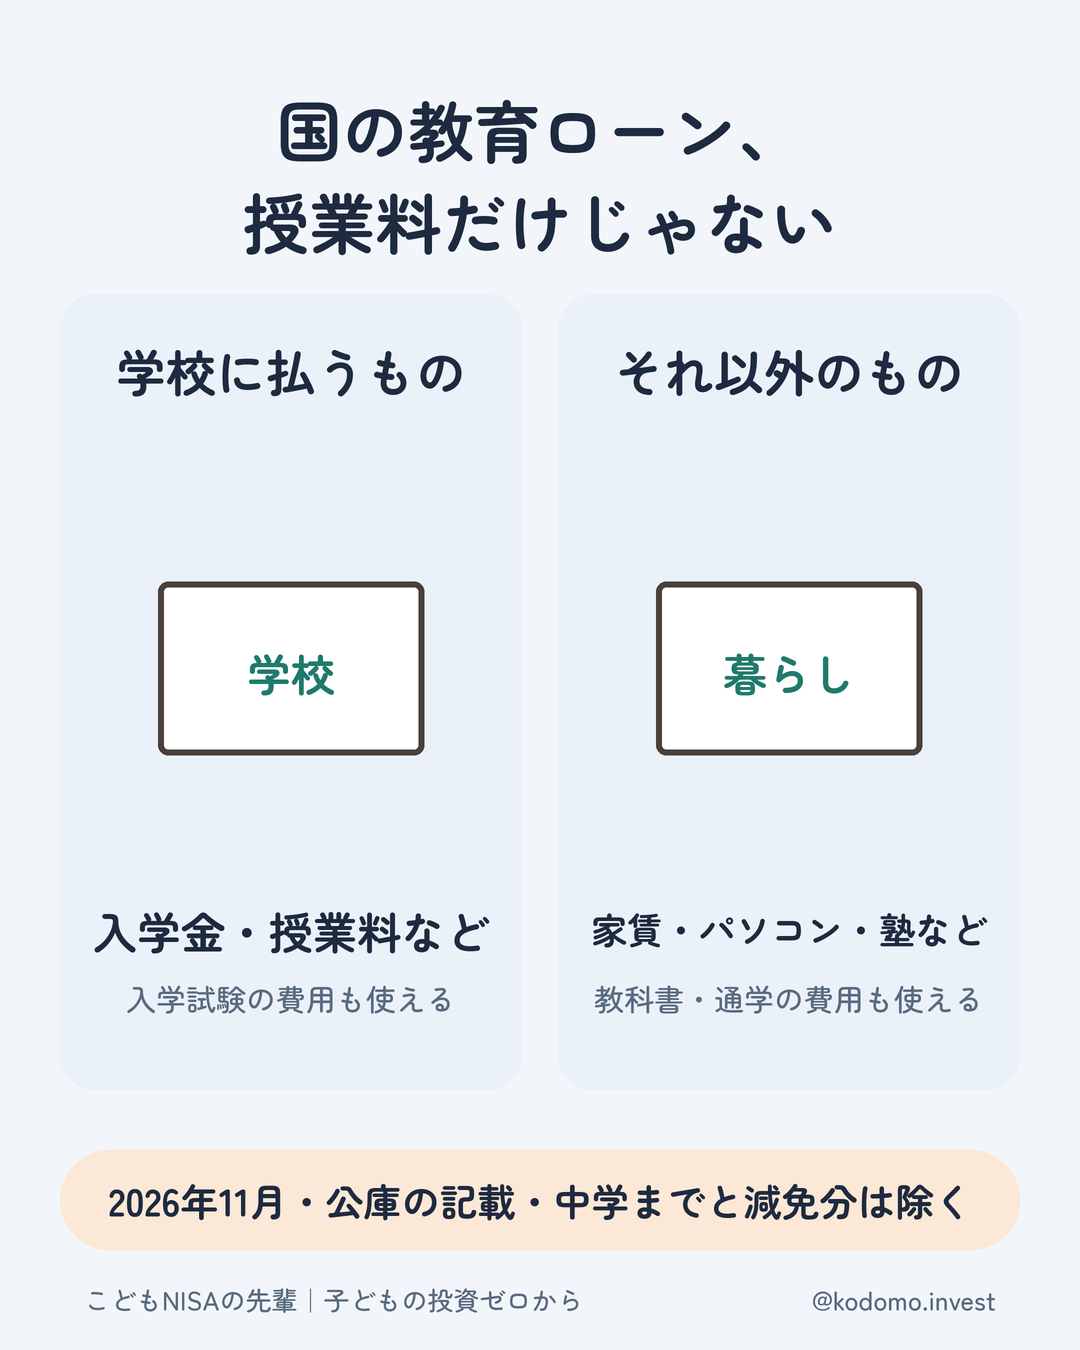 国の教育ローン、
授業料だけじゃない
学校に払うもの
学校
入学金・授業料など
入学試験の費用も使える
それ以外のもの
暮らし
家賃・パソコン・塾など
教科書・通学の費用も使える
2026年11月・公庫の記載・中学までと減免分は除く
こどもNISAの先輩｜子どもの投資ゼロから
@kodomo.invest